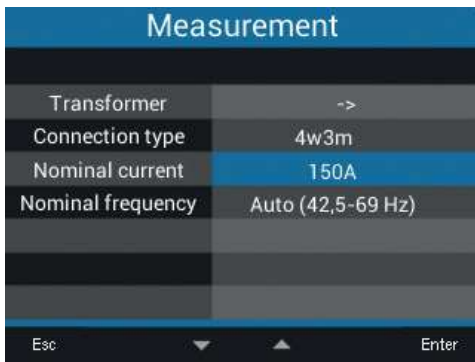 Measurement
Transformer ->
Connection type 4w3m
Nominal current 150A
Nominal frequency Auto (42,5-69 Hz)
Esc Enter